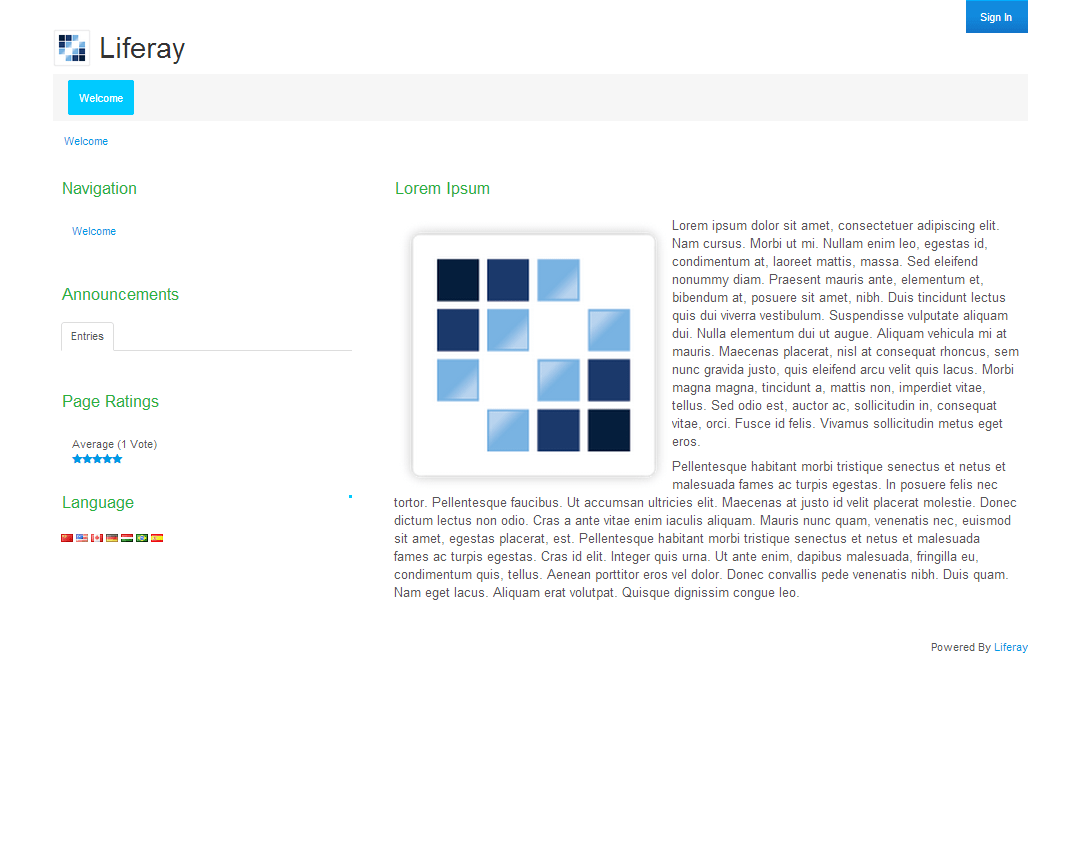 Sign In
Liferay
Welcome
Welcome
Navigation
Welcome
Announcements
Entries
Page Ratings
Average (1 Vote)
Language
Lorem Ipsum
Lorem ipsum dolor sit amet, consectetuer adipiscing elit.
Nam cursus. Morbi ut mi. Nullam enim leo, egestas id,
condimentum at, laoreet mattis, massa. Sed eleifend
nonummy diam. Praesent mauris ante, elementum et,
bibendum at, posuere sit amet, nibh. Duis tincidunt lectus
quis dui viverra vestibulum. Suspendisse vulputate aliquam
dui. Nulla elementum dui ut augue. Aliquam vehicula mi at
mauris. Maecenas placerat, nisl at consequat rhoncus, sem
nunc gravida justo, quis eleifend arcu velit quis lacus. Morbi
magna magna, tincidunt a, mattis non, imperdiet vitae,
tellus. Sed odio est, auctor ac, sollicitudin in, consequat
vitae, orci. Fusce id felis. Vivamus sollicitudin metus eget
eros.
Pellentesque habitant morbi tristique senectus et netus et
malesuada fames ac turpis egestas. In posuere felis nec
tortor. Pellentesque faucibus. Ut accumsan ultricies elit. Maecenas at justo id velit placerat molestie. Donec
dictum lectus non odio. Cras a ante vitae enim iaculis aliquam. Mauris nunc quam, venenatis nec, euismod
sit amet, egestas placerat, est. Pellentesque habitant morbi tristique senectus et netus et malesuada
fames ac turpis egestas. Cras id elit. Integer quis urna. Ut ante enim, dapibus malesuada, fringilla eu,
condimentum quis, tellus. Aenean porttitor eros vel dolor. Donec convallis pede venenatis nibh. Duis quam.
Nam eget lacus. Aliquam erat volutpat. Quisque dignissim congue leo.
Powered By Liferay